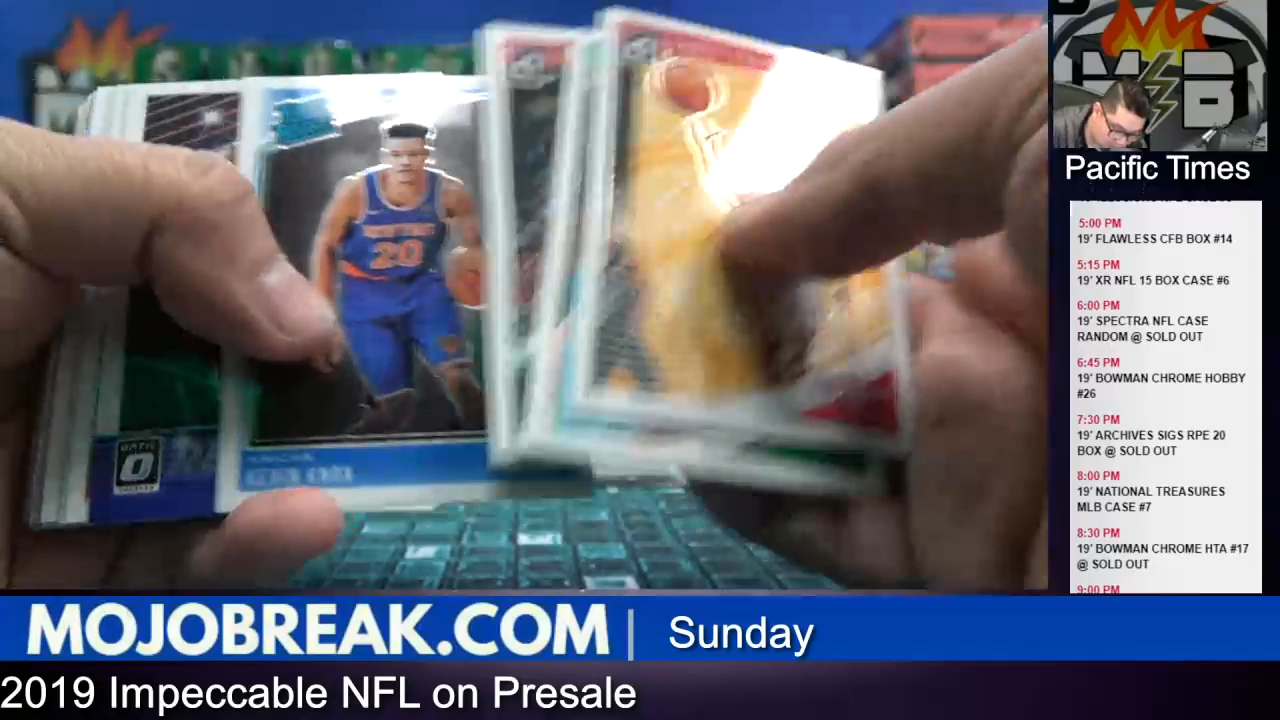 20
Pacific Times
5:00 PM
19' FLAWLESS CFB BOX #14
5:15 PM
19' XR NFL 15 BOX CASE #6
6:00 PM
19' SPECTRA NFL CASE
RANDOM @ SOLD OUT
6:45 PM
19' BOWMAN CHROME HOBBY
#26
7:30 PM
19' ARCHIVES SIGS RPE 20
BOX @ SOLD OUT
8:00 PM
19' NATIONAL TREASURES
MLB CASE #7
8:30 PM
19' BOWMAN CHROME HTA #17
@ SOLD OUT
9:00 PM
MOJOBREAK.COM | Sunday
2019 Impeccable NFL on Presale